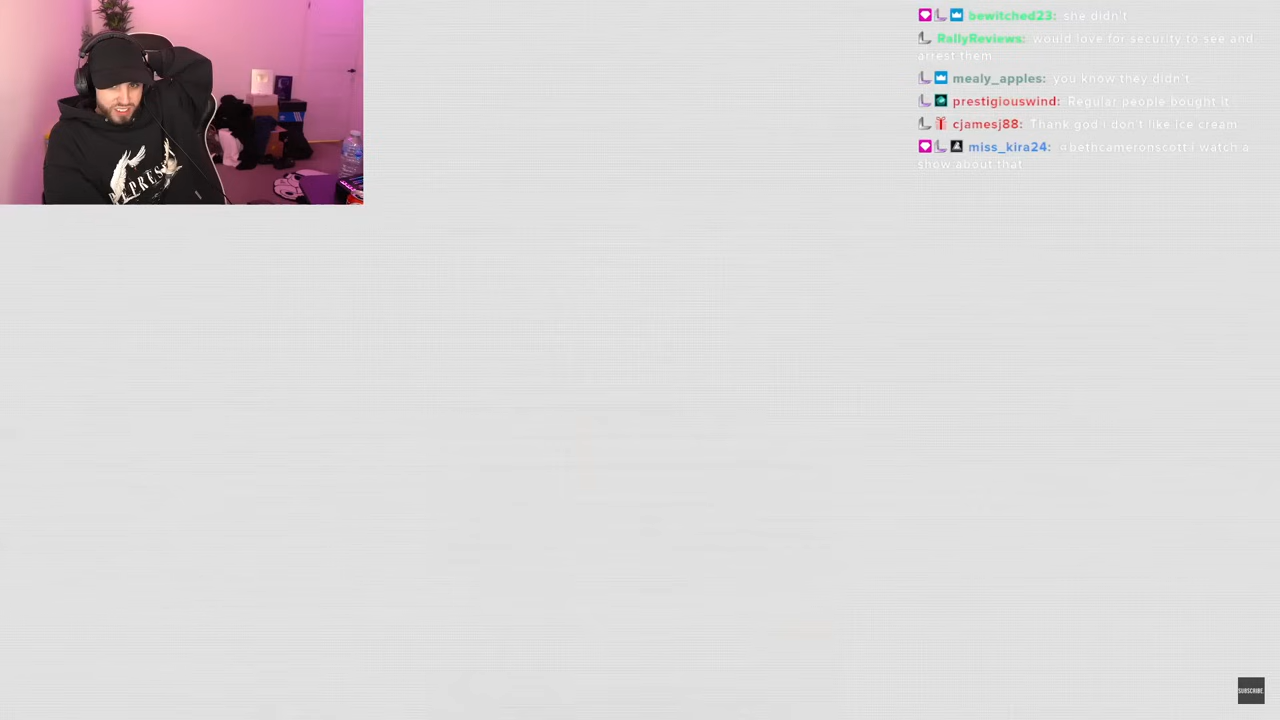 bewitched23: she didn't
RallyReviews: would love for security to see and
arrest them
mealy_apples: you know they didn't
prestigiouswind: Regular people bought it
cjamesj88: Thank god i don't like ice cream
miss_kira24: @bethcameronscott i watch a
show about that
SUBSCRIBE